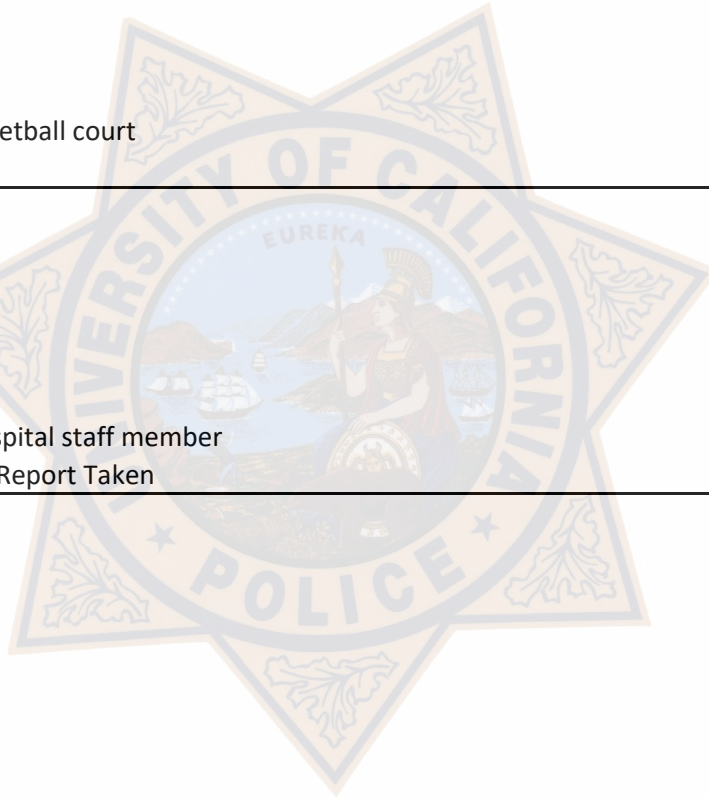 etball court
UNIVERSITY OF CALIFORNIA
EUREKA
spital staff member
Report Taken
POLICE